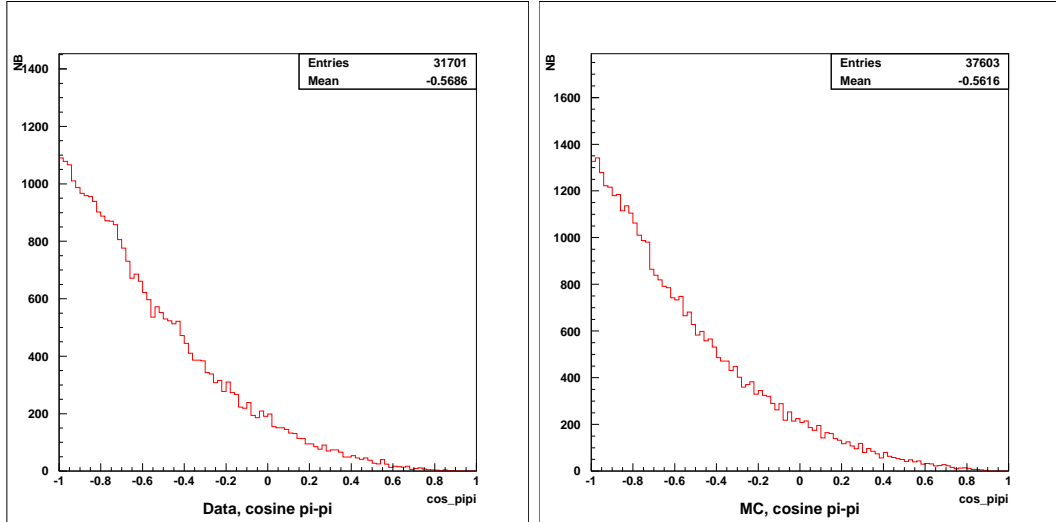 NB
Entries 31701
Mean -0.5686
1400
1200
1000
800
600
400
200
0
-1 -0.8 -0.6 -0.4 -0.2 0 0.2 0.4 0.6 0.8 1
cos_pipi
Data, cosine pi-pi
NB
Entries 37603
Mean -0.5616
1600
1400
1200
1000
800
600
400
200
0
-1 -0.8 -0.6 -0.4 -0.2 0 0.2 0.4 0.6 0.8 1
cos_pipi
MC, cosine pi-pi